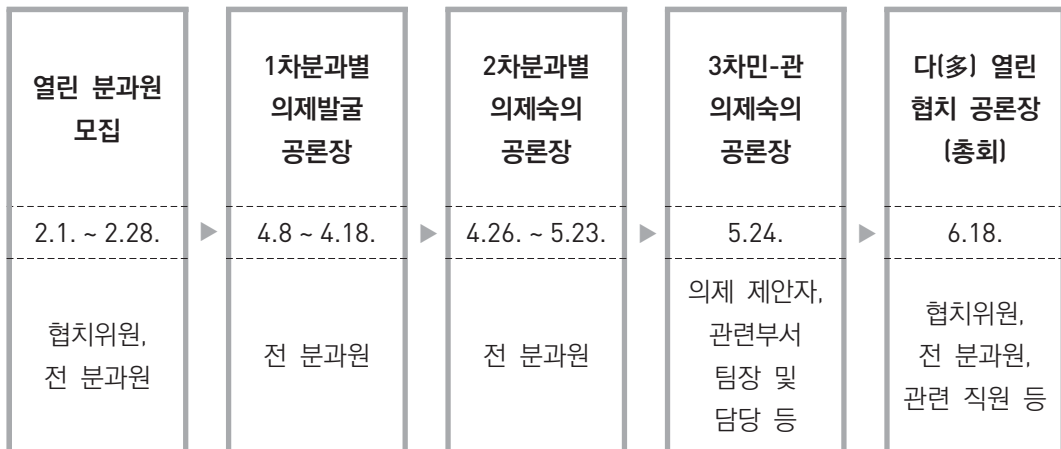 열린 분과원
모집
2.1. ~ 2.28.
협치위원,
전 분과원
▶
1차분과별
의제발굴
공론장
4.8 ~ 4.18.
전 분과원
▶
2차분과별
의제숙의
공론장
4.26. ~ 5.23.
전 분과원
▶
3차민-관
의제숙의
공론장
5.24.
의제 제안자,
관련부서
팀장 및
담당 등
▶
다(多) 열린
협치 공론장
(총회)
6.18.
협치위원,
전 분과원,
관련 직원 등